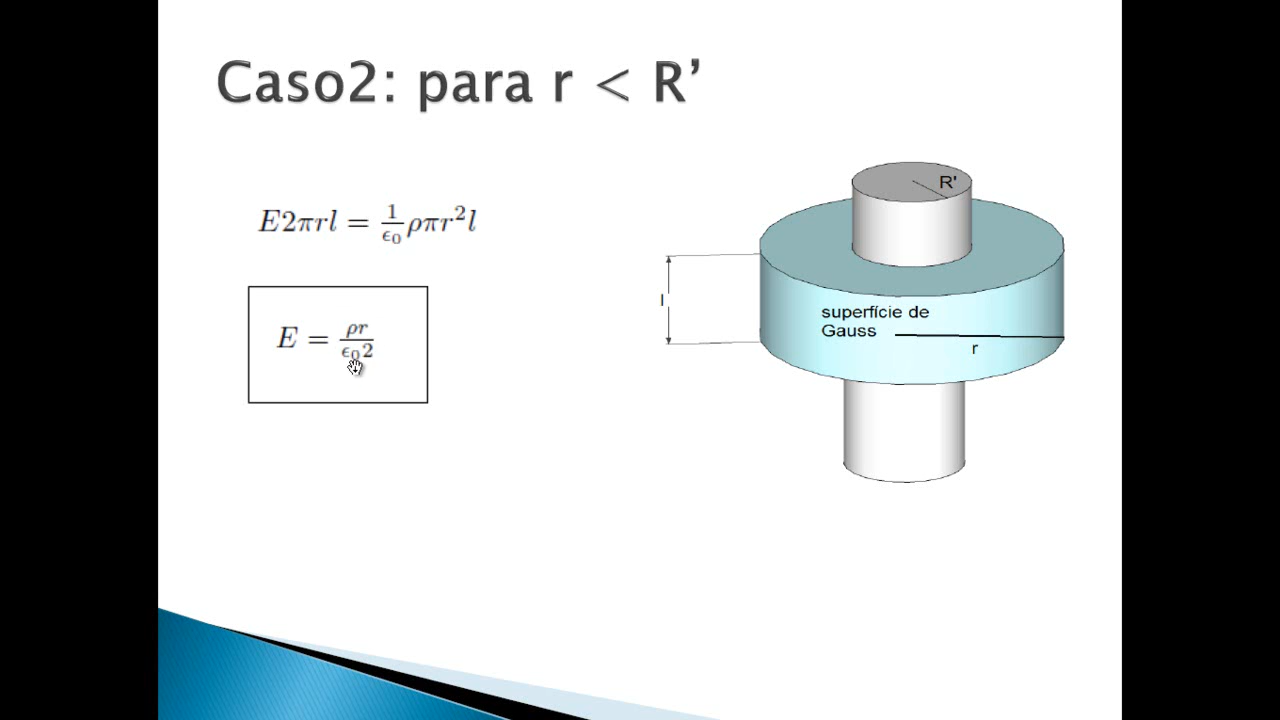 Caso2: para r < R’
E2πrl = 1/ϵ₀ ρπr²l
E = ρr/ϵ₀2
R'
l
superfície de
Gauss
r